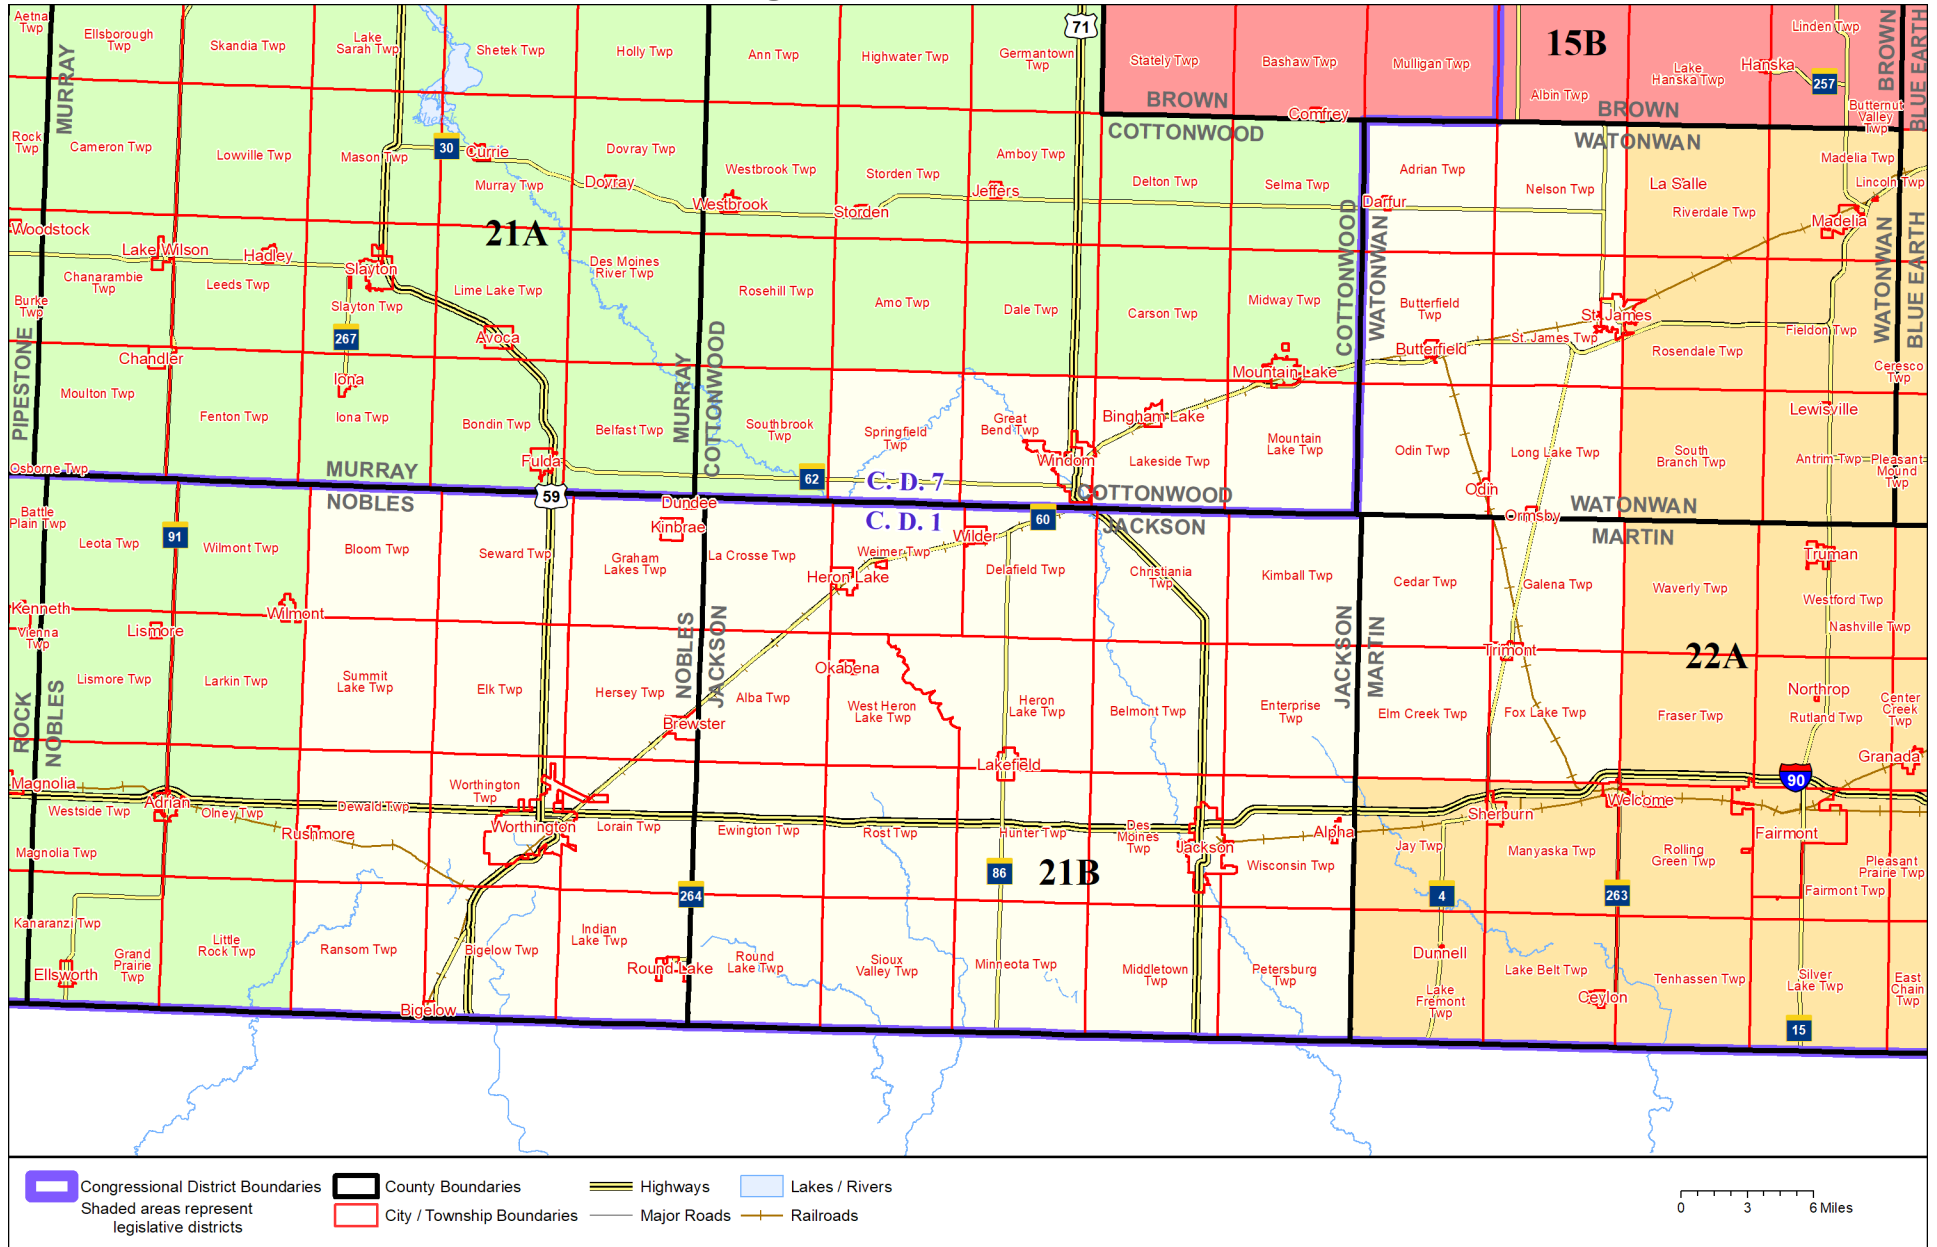 Aetna
Twp
Ellsborough
Twp
Skandia Twp
Lake
Sarah Twp
Shetek Twp
Holly Twp
Ann Twp
Highwater Twp
Germantown
Twp
71
Stately Twp
Bashaw Twp
Mulligan Twp
15B
Lake
Hanska Twp
Hanska
Linden Twp
257
BROWN
BLUE EARTH
MURRAY
BROWN
COTTONWOOD
Comfrey
Albin Twp
BROWN
WATONWAN
Butternut
Valley
Twp
Shetek
Rock
Twp
Cameron Twp
Lowville Twp
Mason Twp
30
Currie
Murray Twp
Dovray Twp
Dovray
Westbrook Twp
Westbrook
Storden Twp
Storden
Amboy Twp
Jeffers
Delton Twp
Selma Twp
Adrian Twp
Darfur
Nelson Twp
La Salle
Riverdale Twp
Madelia Twp
Lincoln Twp
Madelia
Woodstock
Lake Wilson
Hadley
Slayton
21A
COTTONWOOD
WATONWAN
WATONWAN
BLUE EARTH
Chanarambie
Twp
Leeds Twp
Slayton Twp
Lime Lake Twp
Des Moines
River Twp
Rosehill Twp
Amo Twp
Dale Twp
Carson Twp
Midway Twp
Butterfield
Twp
St. James
St. James Twp
Fieldon Twp
Burke
Twp
267
Avoca
Butterfield
Rosendale Twp
PIPESTONE
Chandler
Iona
MURRAY
COTTONWOOD
Mountain Lake
Ceresco
Twp
Moulton Twp
Fenton Twp
Iona Twp
Bondin Twp
Belfast Twp
Southbrook
Twp
Springfield
Twp
Great
Bend Twp
Bingham Lake
Mountain
Lake Twp
Lewisville
Osborne Twp
MURRAY
NOBLES
Fulda
59
62
C. D. 7
C. D. 1
Windom
Lakeside Twp
COTTONWOOD
JACKSON
Odin Twp
Odin
Long Lake Twp
South
Branch Twp
Antrim Twp
Pleasant
Mound
Twp
Ormsby
WATONWAN
MARTIN
Battle
Plain Twp
Leota Twp
91
Wilmont Twp
Bloom Twp
Seward Twp
Dundee
Kinbrae
Graham
Lakes Twp
La Crosse Twp
Heron Lake
Weimer Twp
Wilder
60
Delafield Twp
Christiania
Twp
Kimball Twp
Cedar Twp
Galena Twp
Waverly Twp
Truman
Westford Twp
Nashville Twp
Kenneth
Vienna
Twp
Lismore
Wilmont
NOBLES
JACKSON
JACKSON
MARTIN
Trimont
22A
ROCK
NOBLES
Lismore Twp
Larkin Twp
Summit
Lake Twp
Elk Twp
Hersey Twp
Brewster
Alba Twp
Okabena
West Heron
Lake Twp
Heron
Lake Twp
Belmont Twp
Enterprise
Twp
Elm Creek Twp
Fox Lake Twp
Fraser Twp
Northrop
Rutland Twp
Center
Creek
Twp
Granada
Magnolia
Westside Twp
Adrian
Olney Twp
Rushmore
Dewald Twp
Worthington
Twp
Worthington
Lorain Twp
Ewington Twp
Rost Twp
Lakefield
Hunter Twp
Des
Moines
Twp
Jackson
Alpha
Wisconsin Twp
Sherburn
Welcome
90
Fairmont
Magnolia Twp
86
21B
Jay Twp
Manyaska Twp
Rolling
Green Twp
Pleasant
Prairie Twp
Fairmont Twp
264
4
263
Kanaranzi Twp
Ellsworth
Grand
Prairie
Twp
Little
Rock Twp
Ransom Twp
Bigelow
Bigelow Twp
Indian
Lake Twp
Round Lake
Round
Lake Twp
Sioux
Valley Twp
Minneota Twp
Middletown
Twp
Petersburg
Twp
Dunnell
Lake
Fremont
Twp
Lake Belt Twp
Ceylon
Tenhassen Twp
Silver
Lake Twp
15
East
Chain
Twp
Congressional District Boundaries
Shaded areas represent
legislative districts
County Boundaries
City / Township Boundaries
Highways
Major Roads
Lakes / Rivers
Railroads
0 3 6 Miles